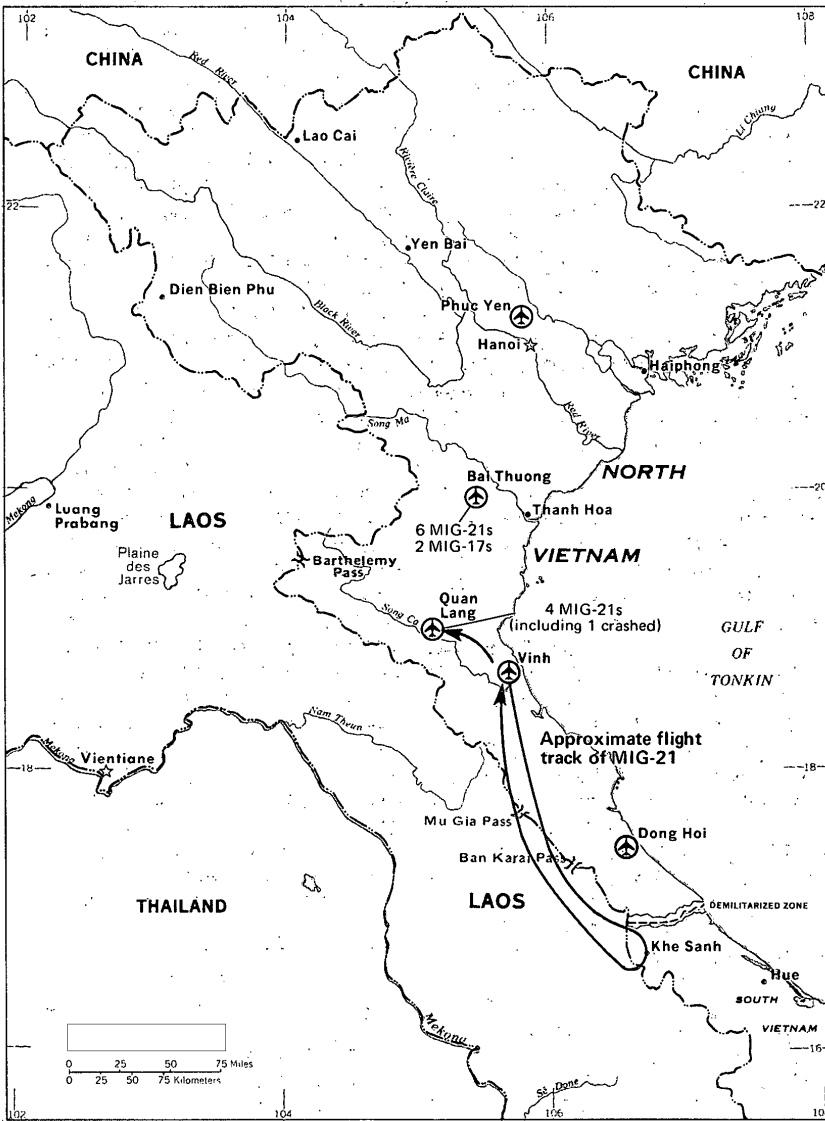 102
104
106
108
CHINA
Red River
CHINA
Li Chiang
Lao Cai
Rivière Claire
22
22
Yen Bai
Dien Bien Phu
Black River
Phuc Yen
Hanoi
Haiphong
Red River
Song Ma
NORTH
Bai Thuong
20
Mekong
Luang
Prabang
LAOS
Thanh Hoa
6 MIG-21s
2 MIG-17s
VIETNAM
Plaine
des
Jarres
Barthelemy
Pass
Quan
Lang
Song Ca
4 MIG-21s
(including 1 crashed)
GULF
OF
TONKIN
Vinh
Nam Theun
Approximate flight
track of MIG-21
Mekong
Vientiane
18
18
Mu Gia Pass
Dong Hoi
Ban Karai Pass
THAILAND
LAOS
DEMILITARIZED ZONE
Khe Sanh
Hue
SOUTH
VIETNAM
Mekong
16
0 25 50 75 Miles
0 25 50 75 Kilometers
Se Done
102
104
106